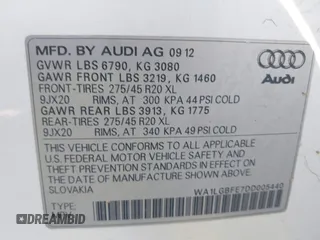 MFD. BY AUDI AG 09 12
GVWR LBS 6790, KG 3080
GAWR FRONT LBS 3219, KG 1460
FRONT-TIRES 275/45 R20 XL
9JX20 RIMS, AT 300 KPA 44 PSI COLD
GAWR REAR LBS 3913, KG 1775
REAR-TIRES 275/45 R20 XL
9JX20 RIMS, AT 340 KPA 49 PSI COLD
Audi
THIS VEHICLE CONFORMS TO ALL APPLICABLE
U.S. FEDERAL MOTOR VEHICLE SAFETY AND
THEFT PREVENTION STANDARDS IN EFFECT
ON THE DATE OF MANUFACTURE SHOWN ABOVE
SLOVAKIA WA1LGBFE7DD005440
TYPE:
DREAMBID